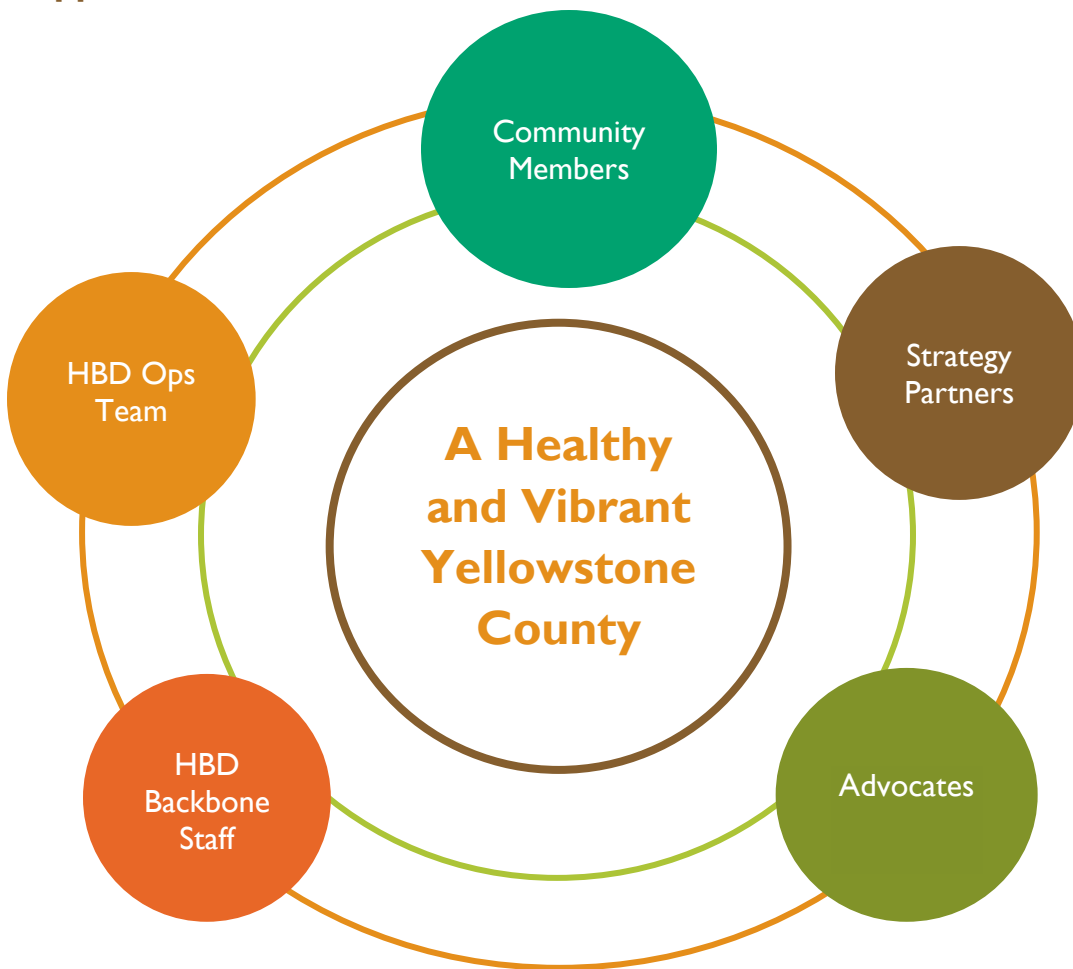 Community
Members
HBD Ops
Team
Strategy
Partners
A Healthy
and Vibrant
Yellowstone
County
HBD
Backbone
Staff
Advocates